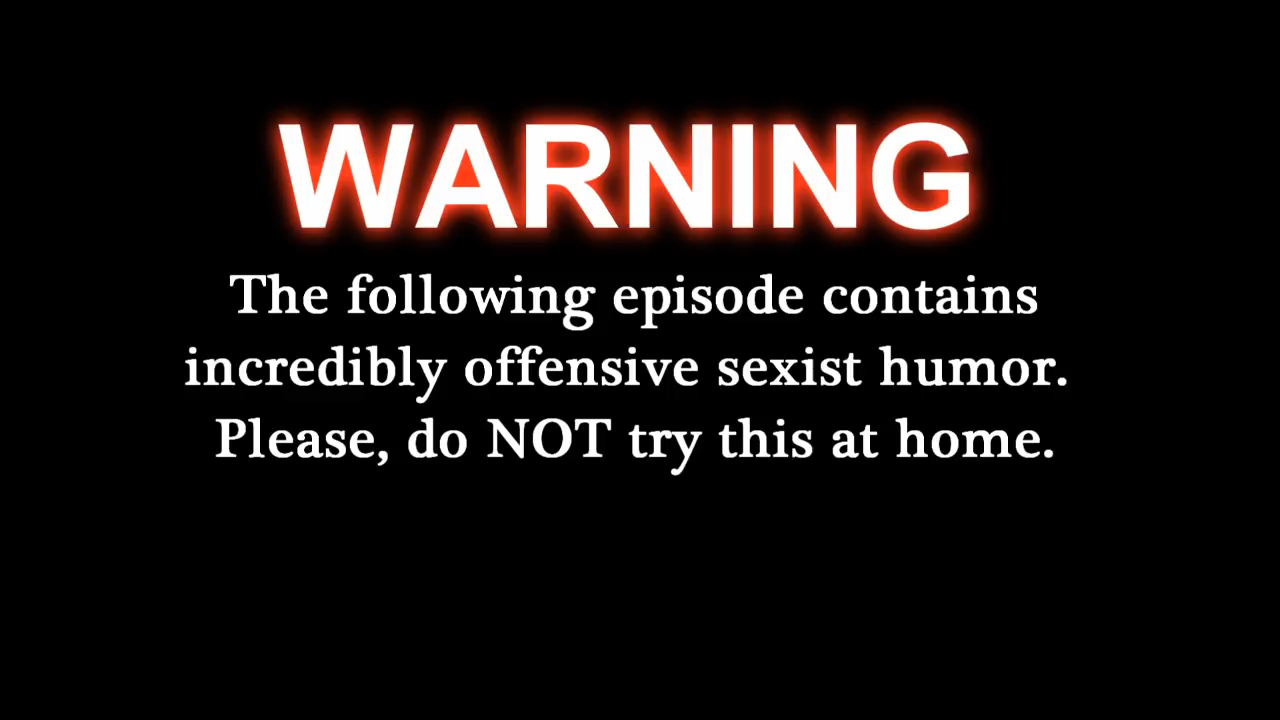 WARNING
The following episode contains
incredibly offensive sexist humor.
Please, do NOT try this at home.